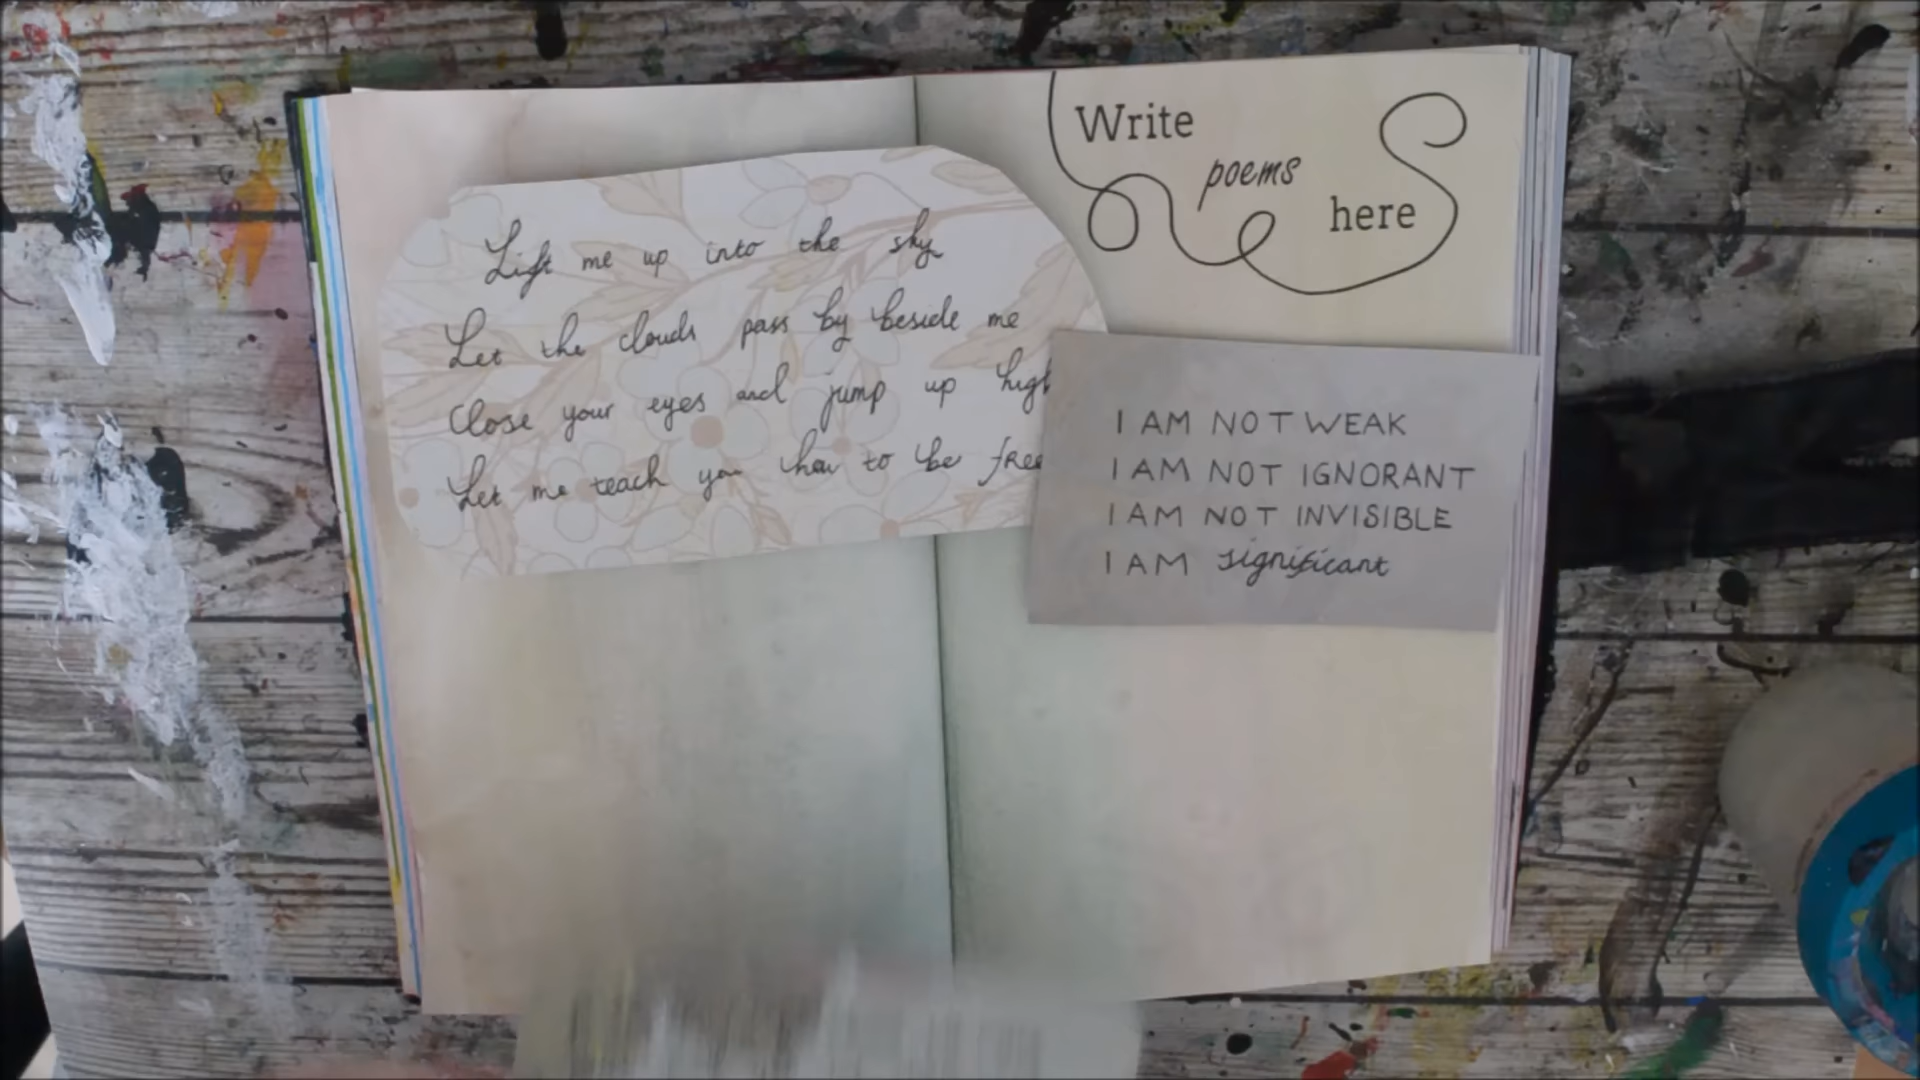 Write
poems
here
Lift me up into the sky
Let the clouds pass by beside me
Close your eyes and jump up high
Let me teach you how to be free
I AM NOT WEAK
I AM NOT IGNORANT
I AM NOT INVISIBLE
I AM significant